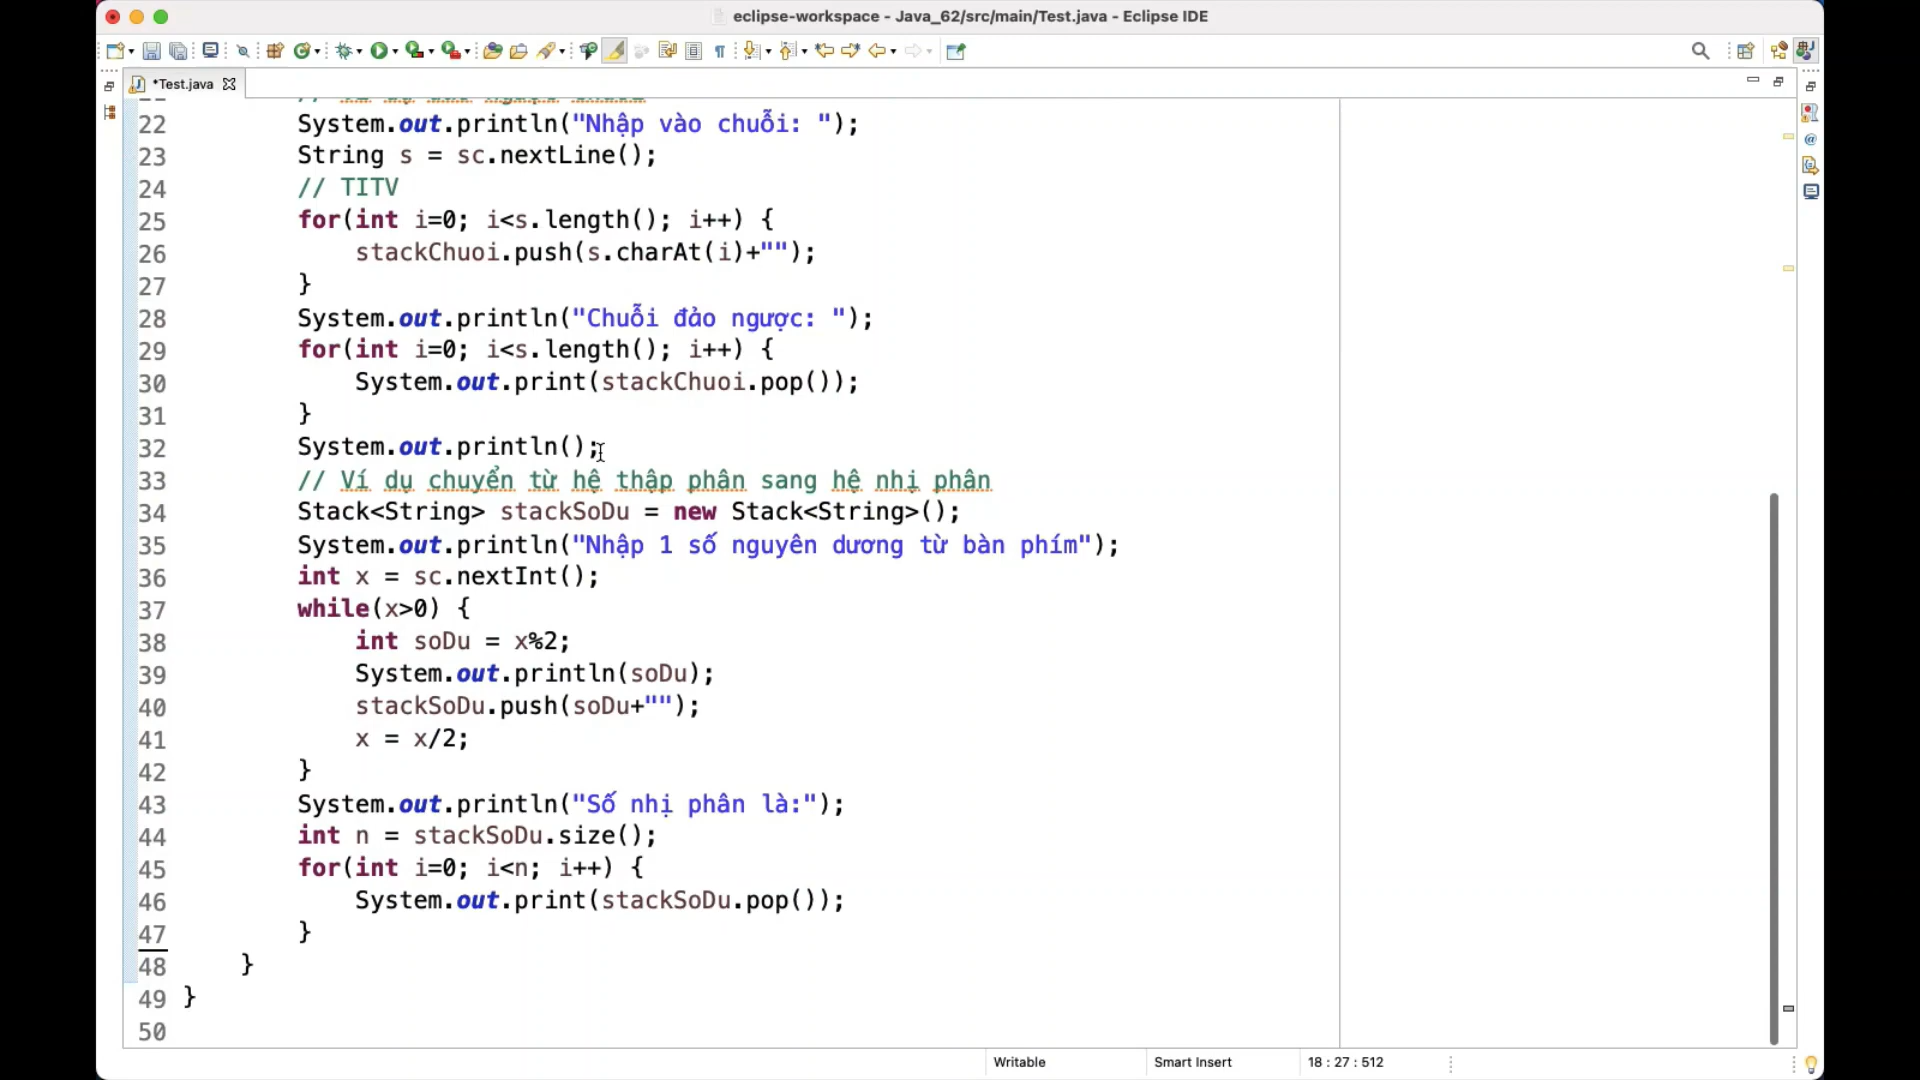 eclipse-workspace - Java_62/src/main/Test.java - Eclipse IDE
*Test.java
22 System.out.println("Nhập vào chuỗi: ");
23 String s = sc.nextLine();
24 // TITV
25 for(int i=0; i<s.length(); i++) {
26 stackChuoi.push(s.charAt(i)+"");
27 }
28 System.out.println("Chuỗi đảo ngược: ");
29 for(int i=0; i<s.length(); i++) {
30 System.out.print(stackChuoi.pop());
31 }
32 System.out.println();
33 // Ví dụ chuyển từ hệ thập phân sang hệ nhị phân
34 Stack<String> stackSoDu = new Stack<String>();
35 System.out.println("Nhập 1 số nguyên dương từ bàn phím");
36 int x = sc.nextInt();
37 while(x>0) {
38 int soDu = x%2;
39 System.out.println(soDu);
40 stackSoDu.push(soDu+"");
41 x = x/2;
42 }
43 System.out.println("Số nhị phân là:");
44 int n = stackSoDu.size();
45 for(int i=0; i<n; i++) {
46 System.out.print(stackSoDu.pop());
47 }
48 }
49 }
50
Writable Smart Insert 18 : 27 : 512